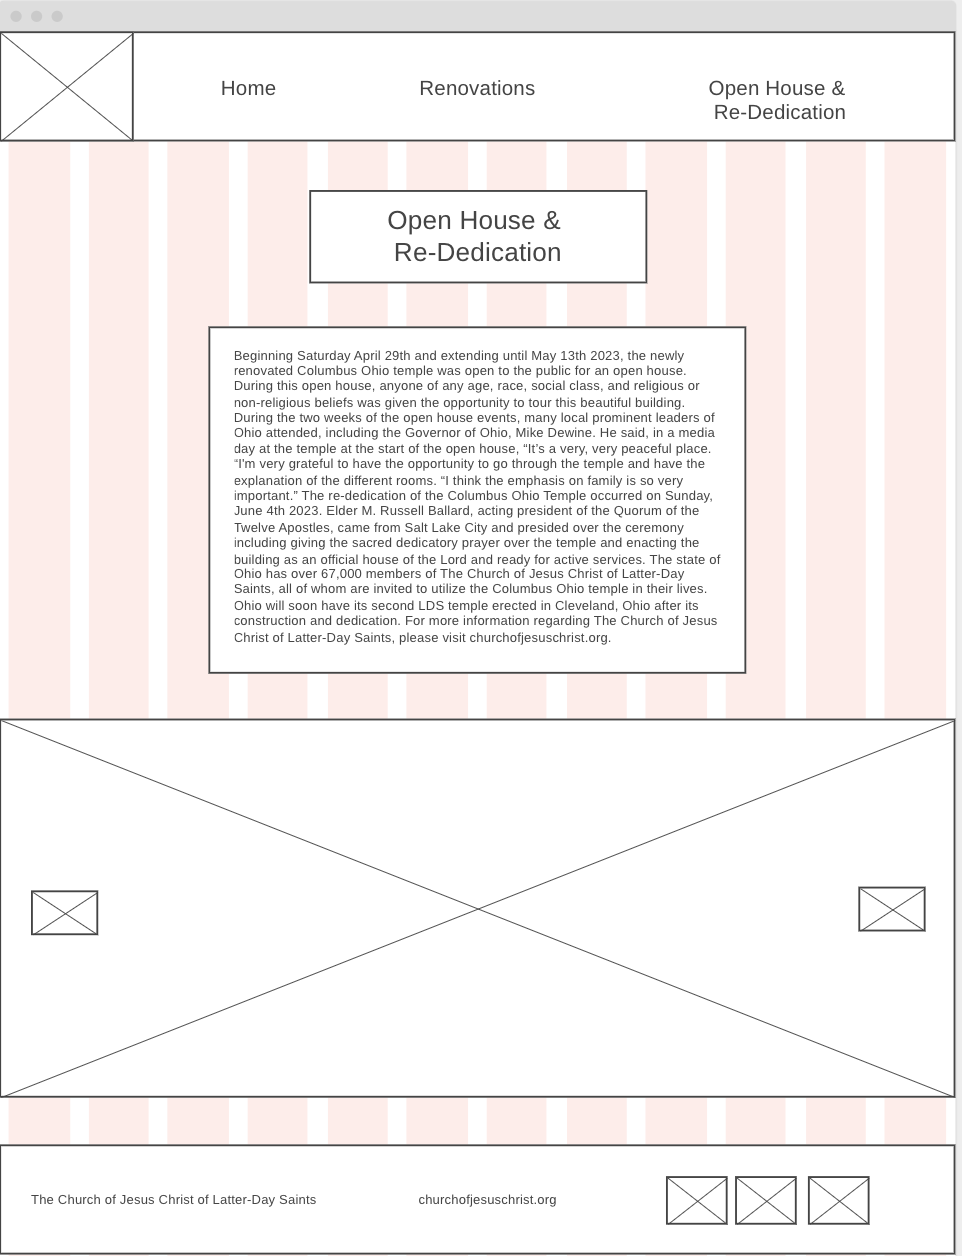 Home
Renovations
Open House &
Re-Dedication
Open House &
Re-Dedication
Beginning Saturday April 29th and extending until May 13th 2023, the newly
renovated Columbus Ohio temple was open to the public for an open house.
During this open house, anyone of any age, race, social class, and religious or
non-religious beliefs was given the opportunity to tour this beautiful building.
During the two weeks of the open house events, many local prominent leaders of
Ohio attended, including the Governor of Ohio, Mike Dewine. He said, in a media
day at the temple at the start of the open house, “It’s a very, very peaceful place.
“I'm very grateful to have the opportunity to go through the temple and have the
explanation of the different rooms. “I think the emphasis on family is so very
important.” The re-dedication of the Columbus Ohio Temple occurred on Sunday,
June 4th 2023. Elder M. Russell Ballard, acting president of the Quorum of the
Twelve Apostles, came from Salt Lake City and presided over the ceremony
including giving the sacred dedicatory prayer over the temple and enacting the
building as an official house of the Lord and ready for active services. The state of
Ohio has over 67,000 members of The Church of Jesus Christ of Latter-Day
Saints, all of whom are invited to utilize the Columbus Ohio temple in their lives.
Ohio will soon have its second LDS temple erected in Cleveland, Ohio after its
construction and dedication. For more information regarding The Church of Jesus
Christ of Latter-Day Saints, please visit churchofjesuschrist.org.
The Church of Jesus Christ of Latter-Day Saints
churchofjesuschrist.org